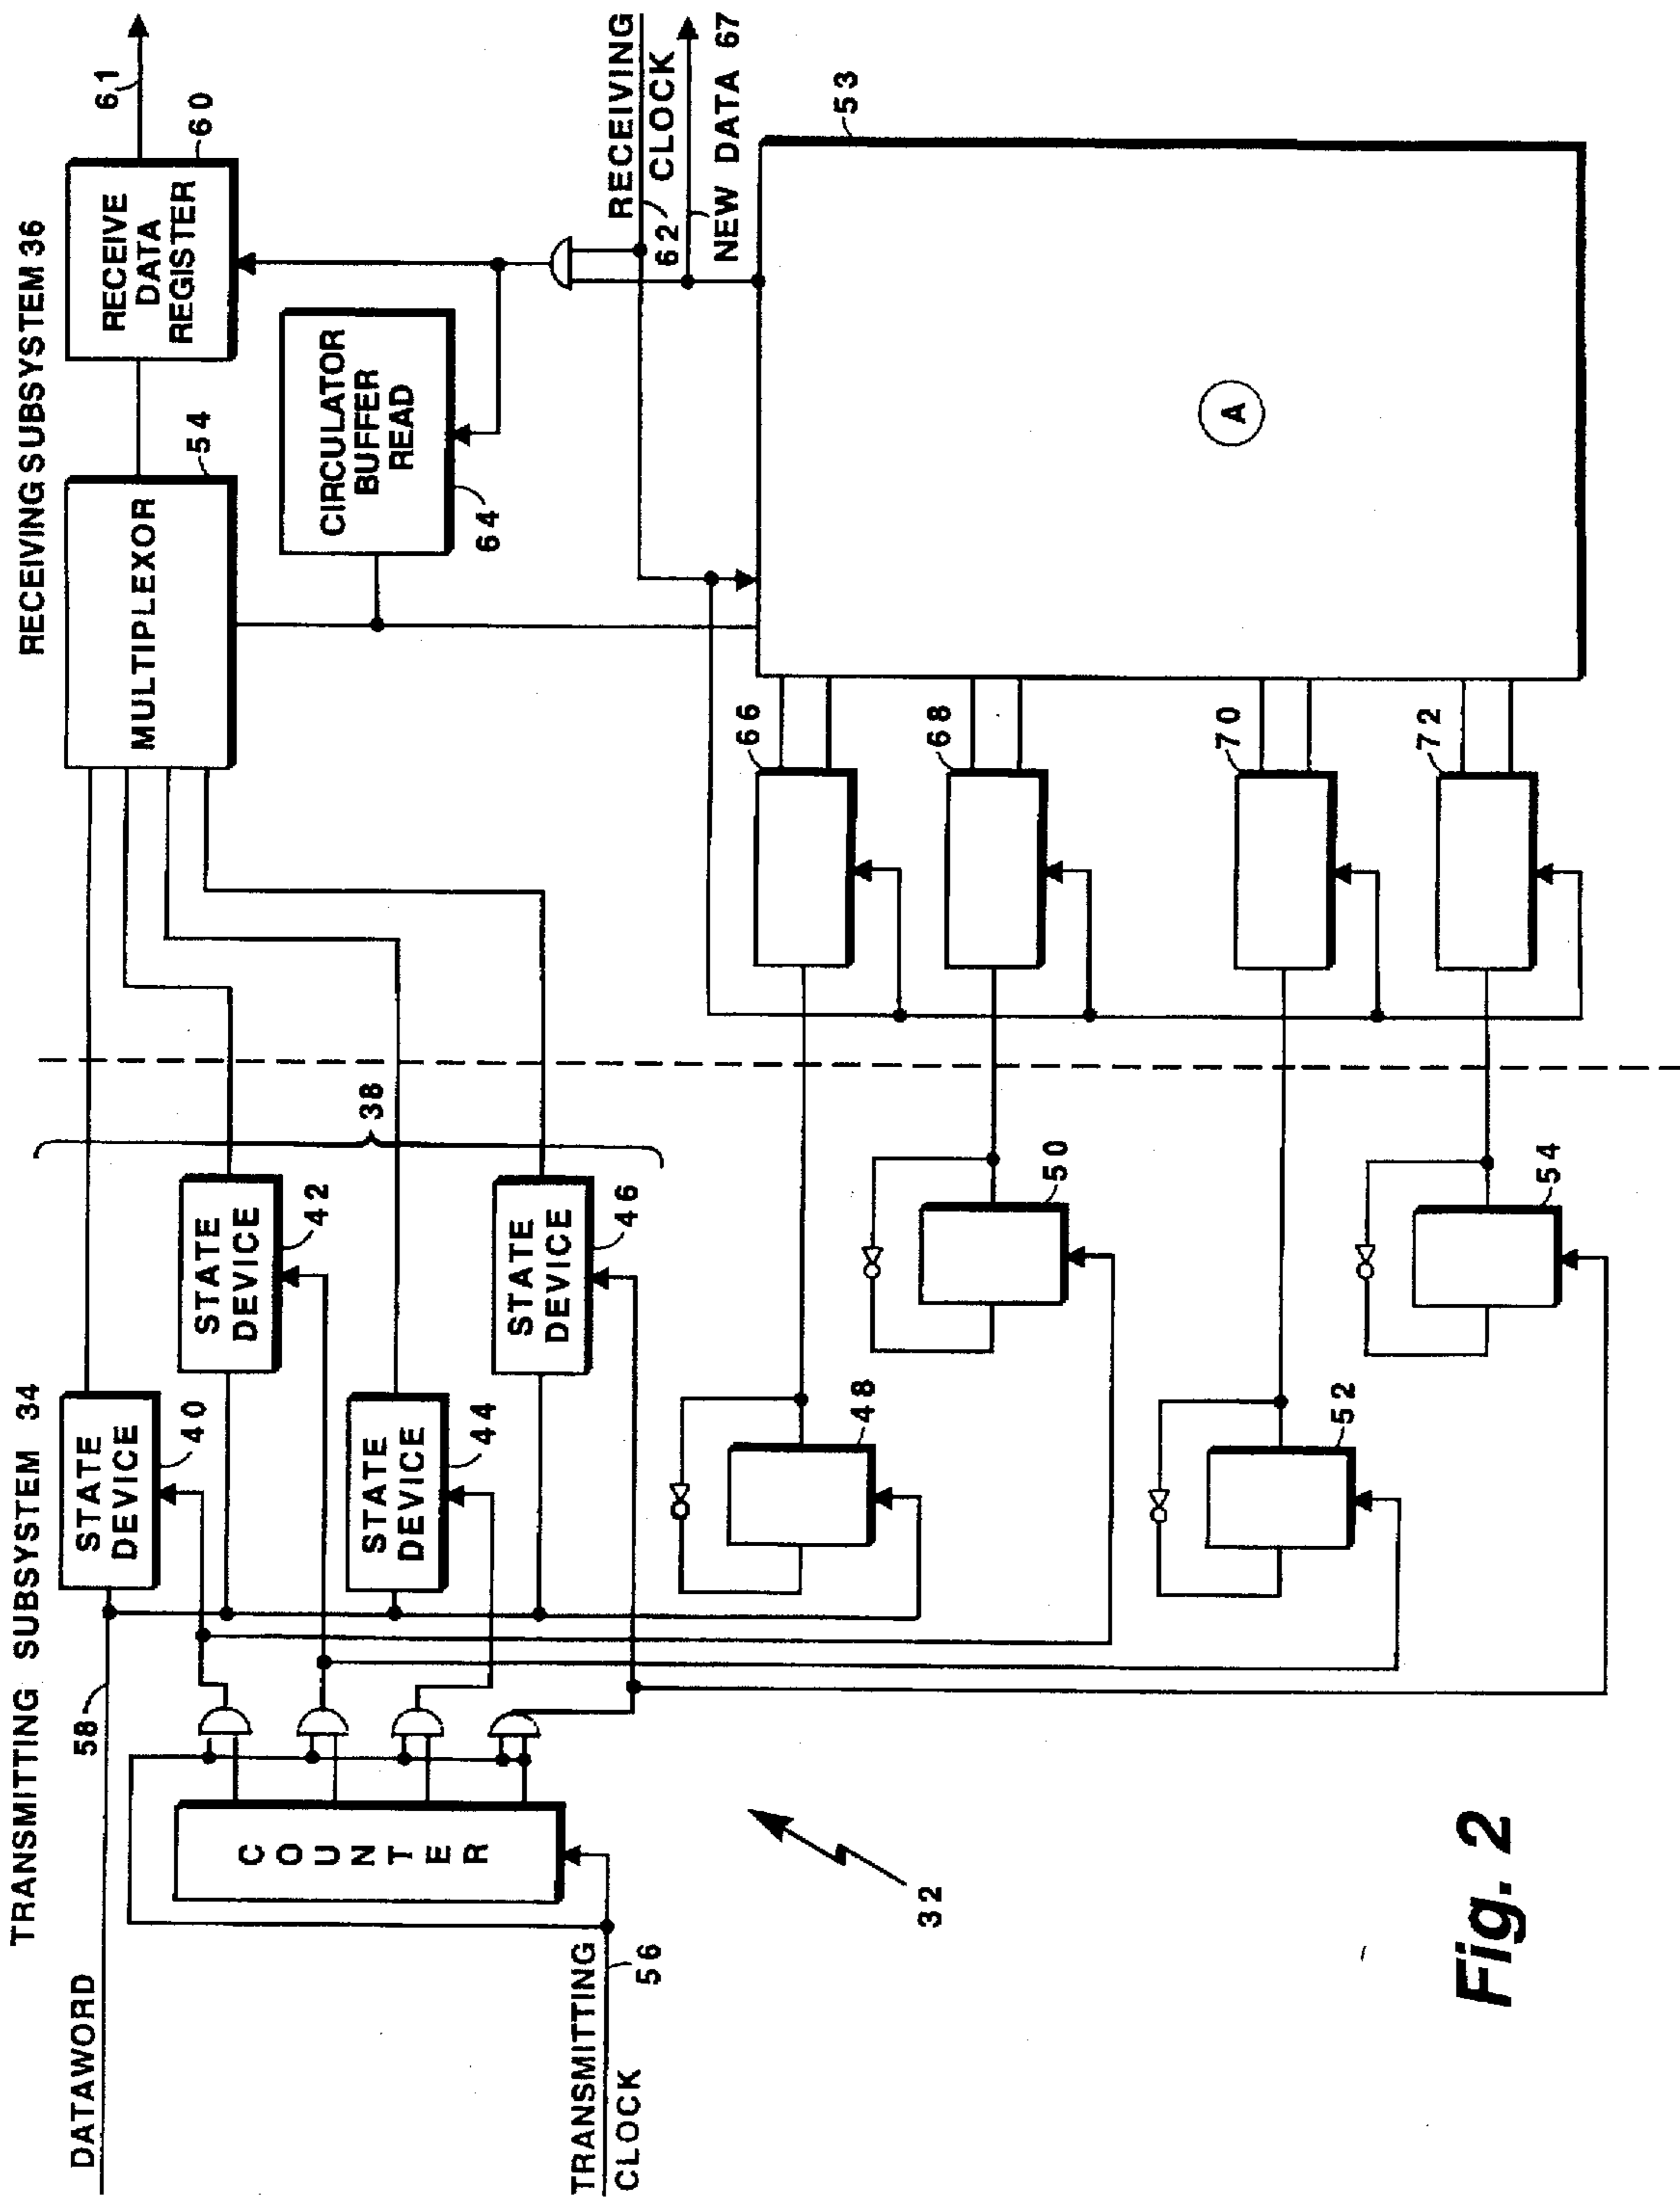 TRANSMITTING SUBSYSTEM 34
RECEIVING SUBSYSTEM 36
DATAWORD
58
STATE
DEVICE
40
STATE
DEVICE
42
STATE
DEVICE
44
STATE
DEVICE
46
38
COUNTER
TRANSMITTING
CLOCK
56
MULTIPLEXOR
54
RECEIVE
DATA
REGISTER
60
61
CIRCULATOR
BUFFER
READ
64
RECEIVING
CLOCK
62
NEW DATA 67
53
A
48
50
52
54
66
68
70
72
32
Fig. 2